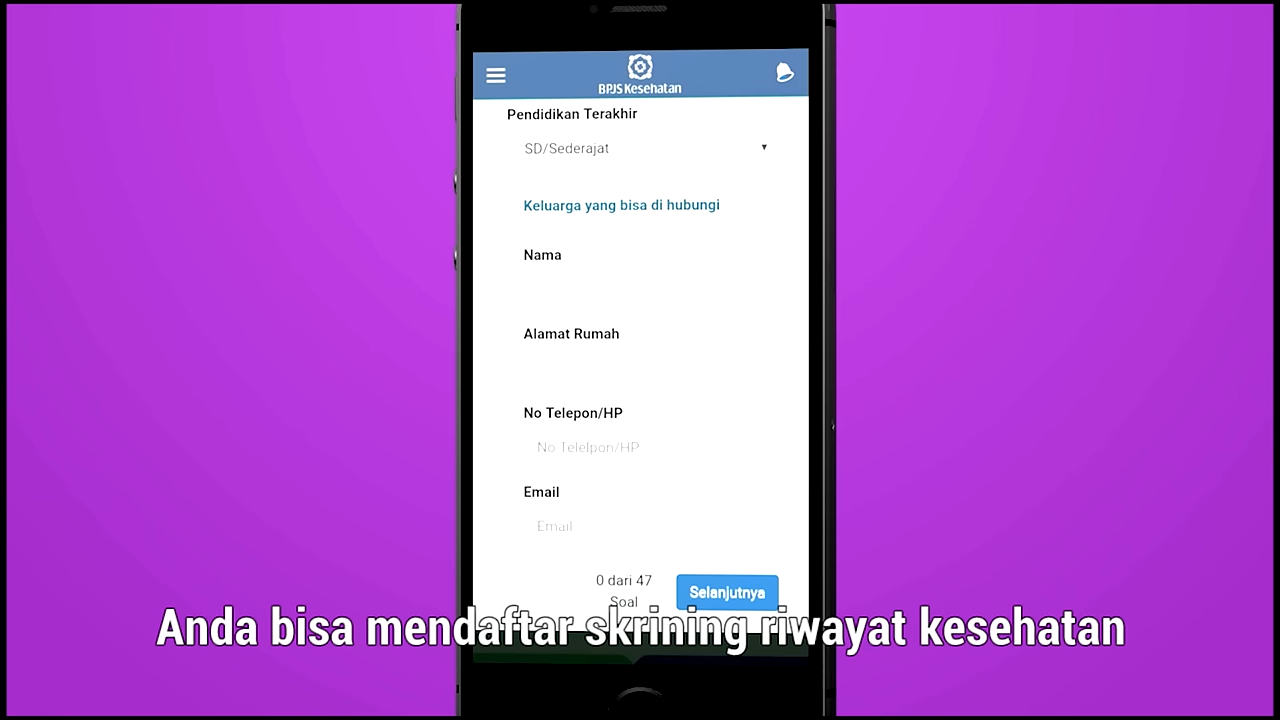 BPJS Kesehatan
Pendidikan Terakhir
SD/Sederajat
Keluarga yang bisa di hubungi
Nama
Alamat Rumah
No Telepon/HP
No Telelpon/HP
Email
Email
0 dari 47
Soal
Selanjutnya
Anda bisa mendaftar skrining riwayat kesehatan